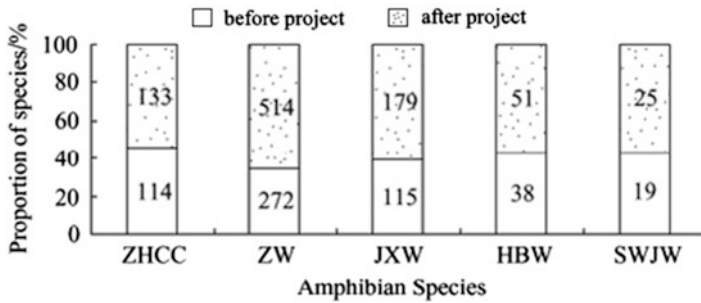 before project after project
Proportion of species/%
100
80
60
40
20
0
133 514 179 51 25
114 272 115 38 19
ZHCC ZW JXW HBW SWJW
Amphibian Species